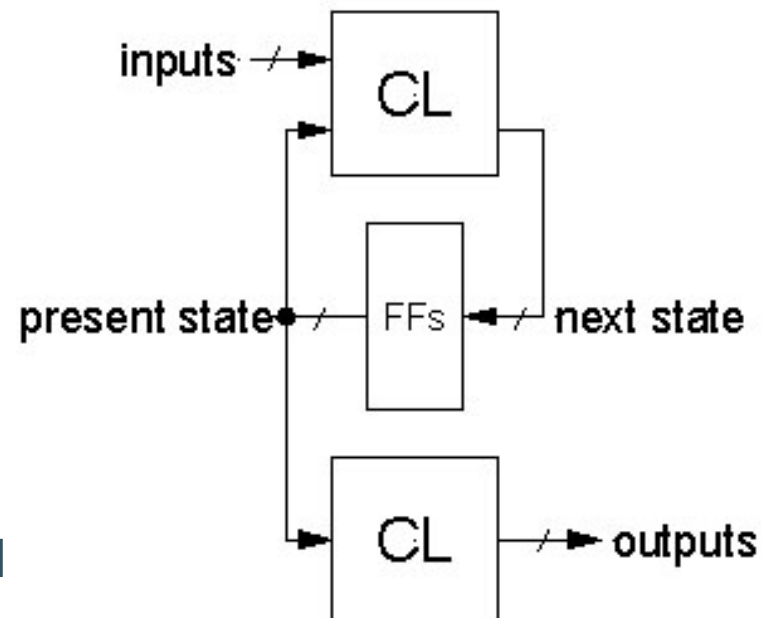 inputs
CL
present state
FFs
next state
CL
outputs